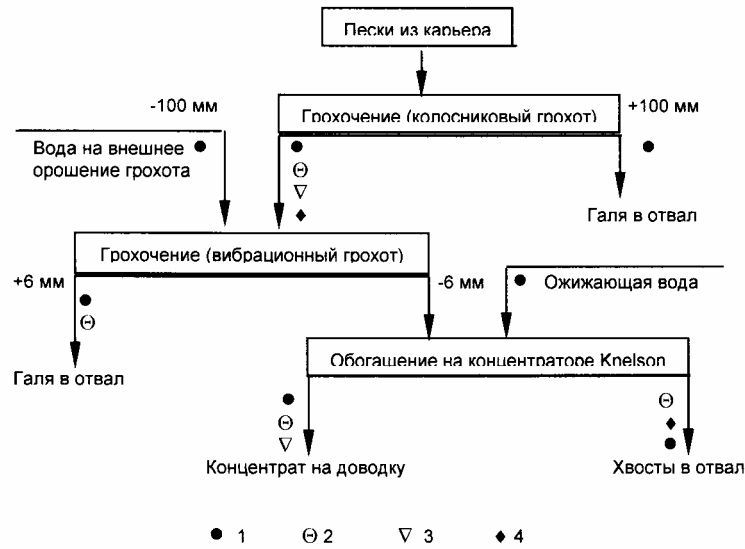 Пески из карьера
-100 мм
Грохочение (колосниковый грохот)
+100 мм
Вода на внешнее
орошение грохота
Галя в отвал
Грохочение (вибрационный грохот)
+6 мм
-6 мм
Ожижающая вода
Обогащение на концентраторе Knelson
Галя в отвал
Концентрат на доводку
Хвосты в отвал
1 2 3 4